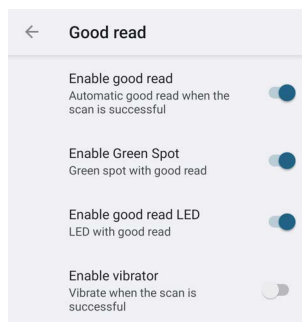 Good read
Enable good read
Automatic good read when the
scan is successful
Enable Green Spot
Green spot with good read
Enable good read LED
LED with good read
Enable vibrator
Vibrate when the scan is
successful